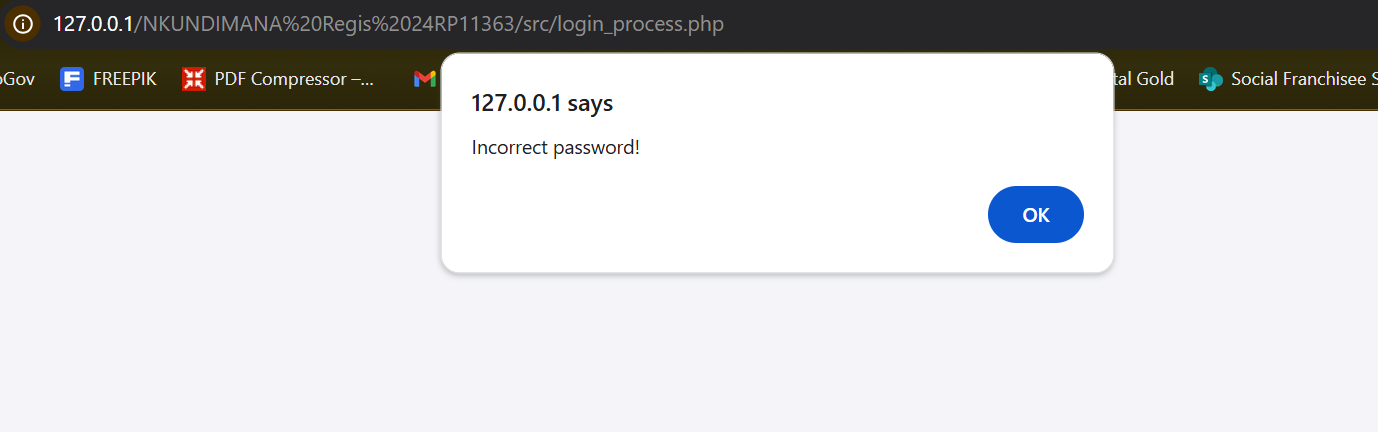 127.0.0.1/NKUNDIMANA%20Regis%2024RP11363/src/login_process.php
Gov FREEPIK PDF Compressor –... tal Gold Social Franchisee S
127.0.0.1 says
Incorrect password!
OK